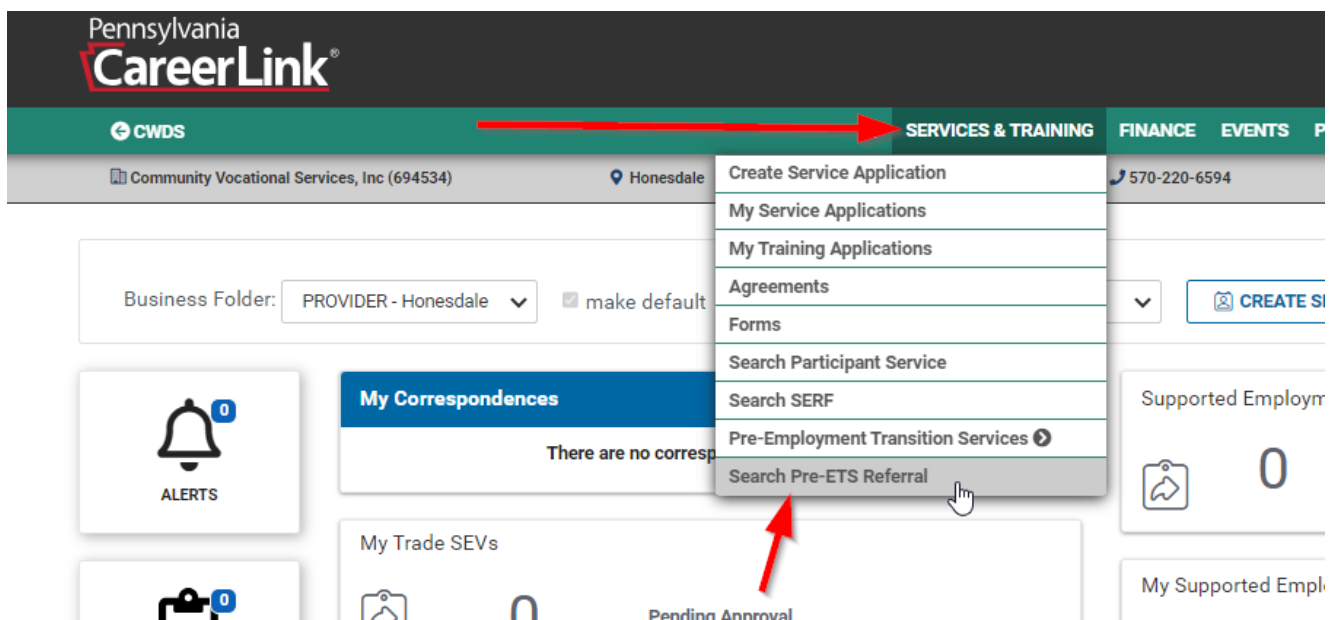 Pennsylvania
CareerLink®
CWDS
SERVICES & TRAINING FINANCE EVENTS P
Community Vocational Services, Inc (694534) Honesdale 570-220-6594
Create Service Application
My Service Applications
My Training Applications
Agreements
Forms
Search Participant Service
Search SERF
Pre-Employment Transition Services
Search Pre-ETS Referral
Business Folder: PROVIDER - Honesdale make default
CREATE
0
ALERTS
My Correspondences
There are no
Supported
0
My Trade SEVs
0
0
Pending Approval
My Supported